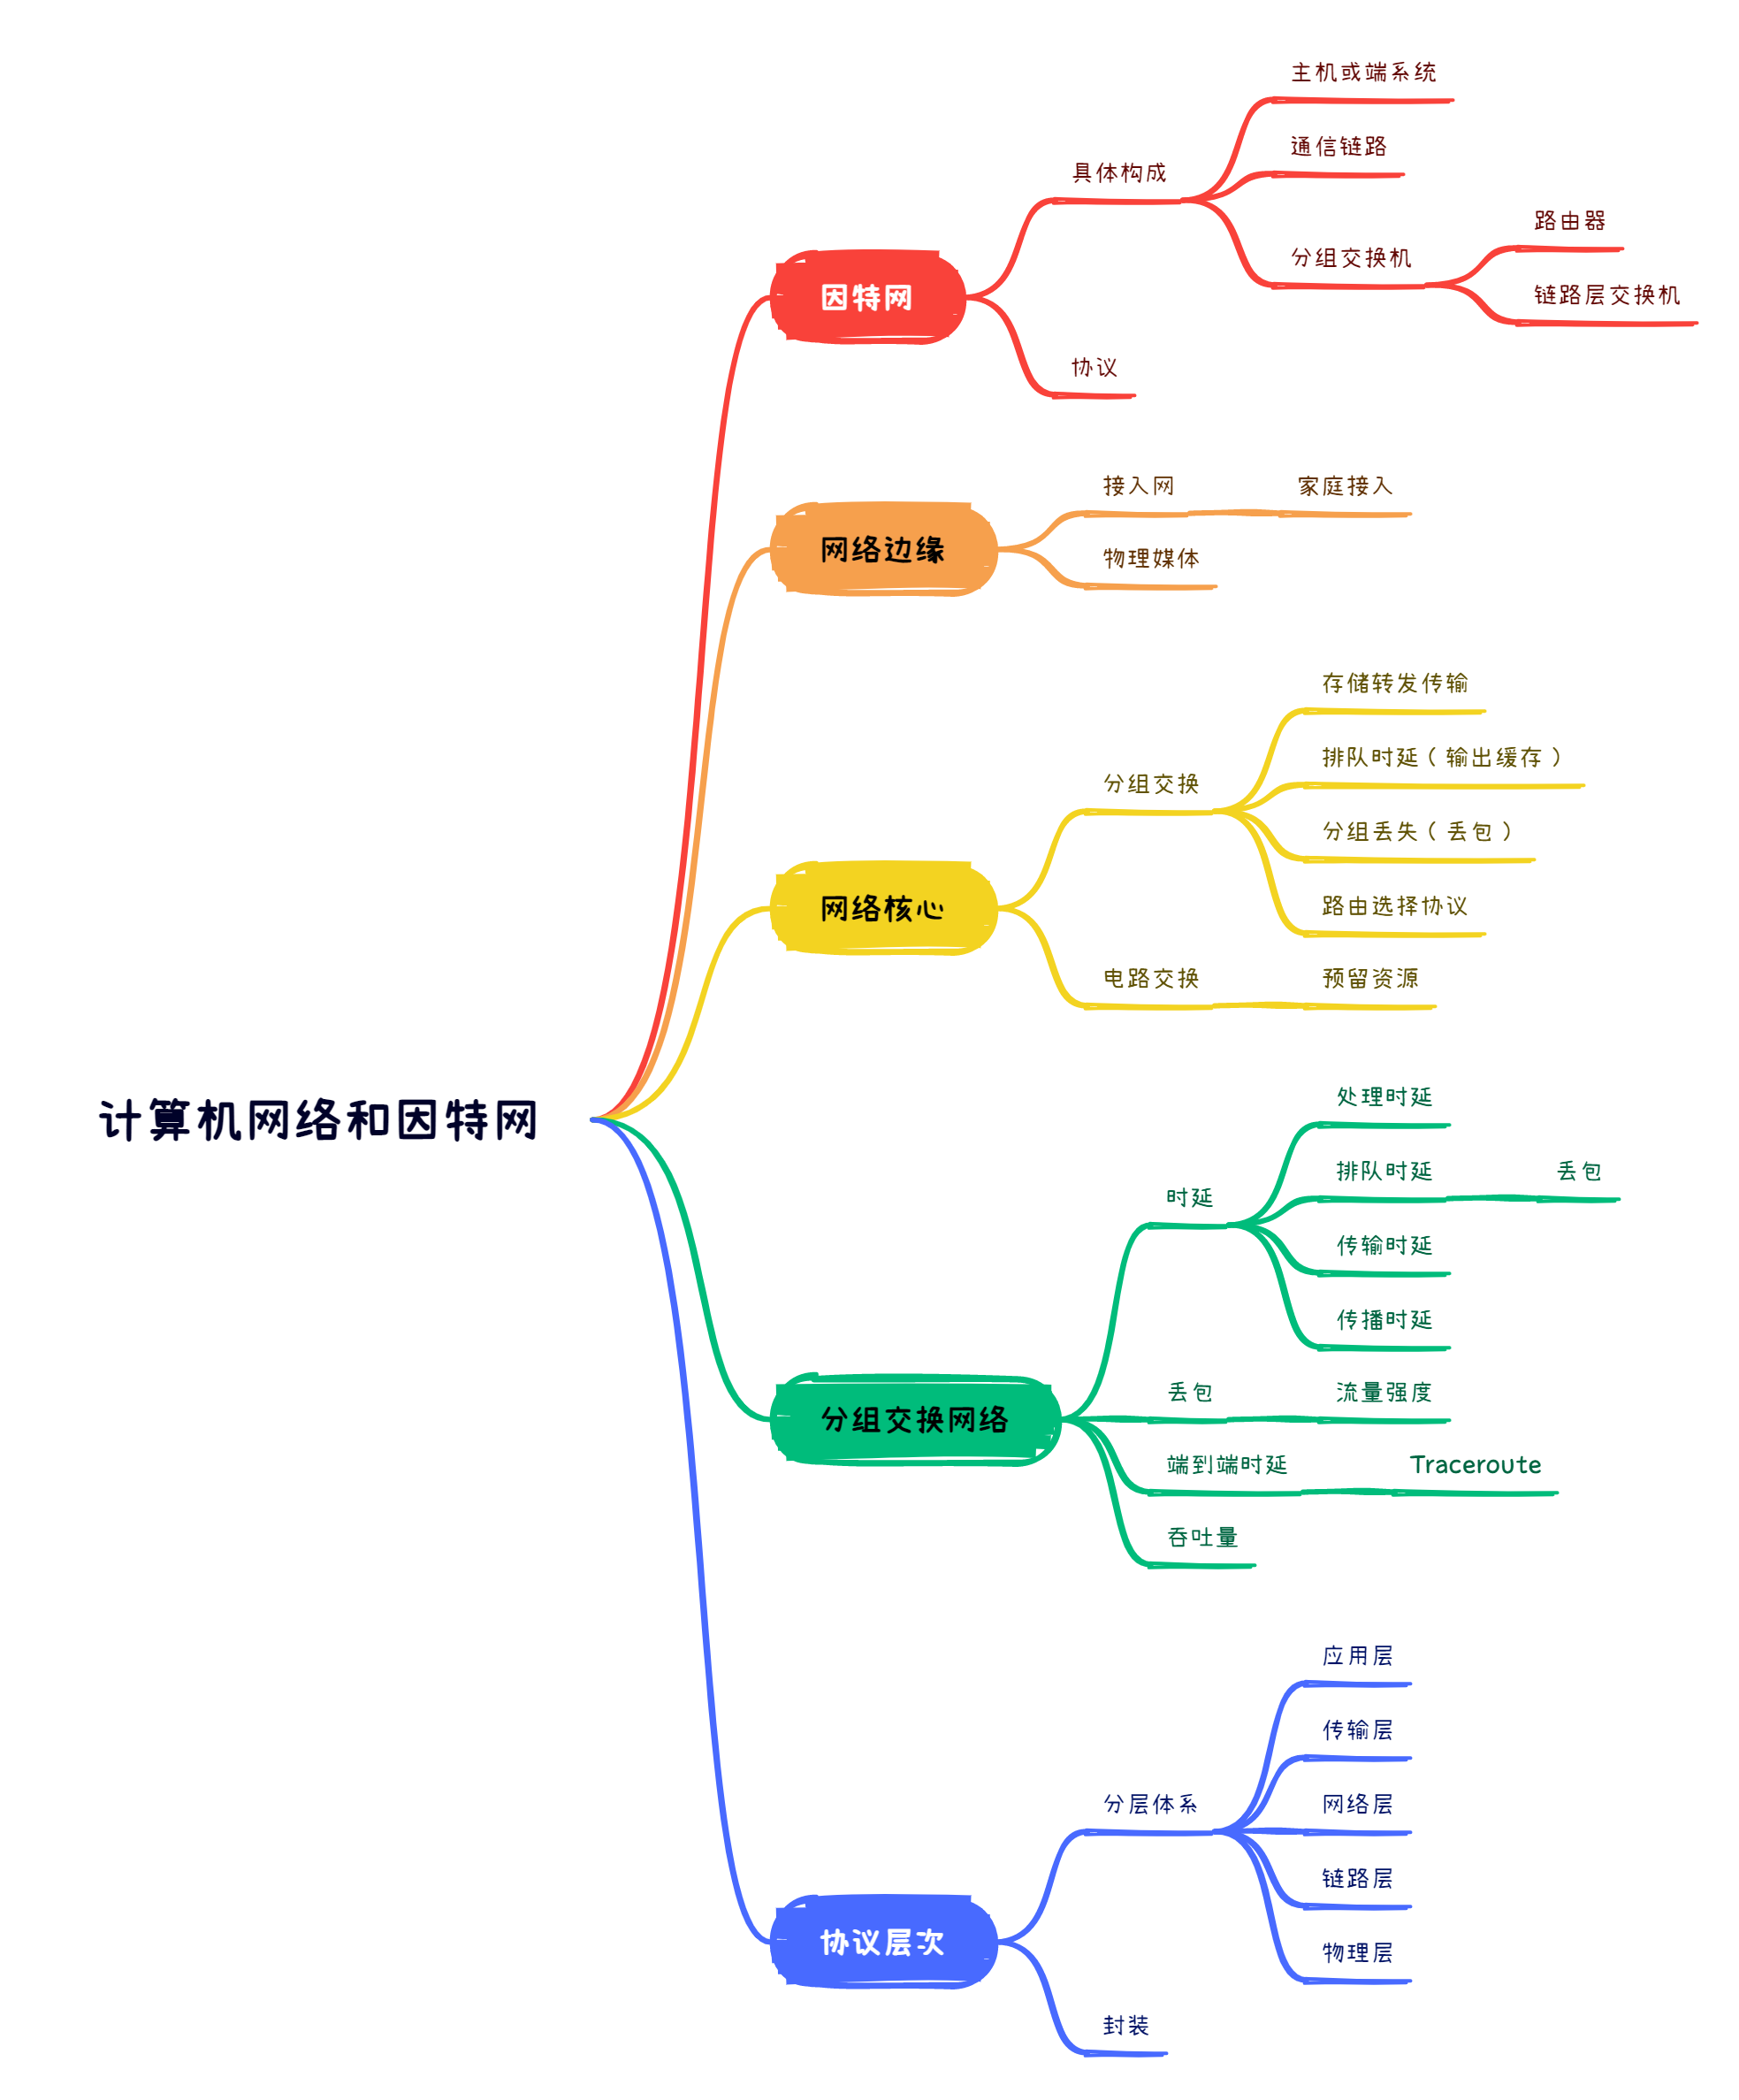 计算机网络和因特网
因特网
具体构成
主机或端系统
通信链路
分组交换机
路由器
链路层交换机
协议
网络边缘
接入网
家庭接入
物理媒体
网络核心
分组交换
存储转发传输
排队时延（输出缓存）
分组丢失（丢包）
路由选择协议
电路交换
预留资源
分组交换网络
时延
处理时延
排队时延
丢包
传输时延
传播时延
丢包
流量强度
端到端时延
Traceroute
吞吐量
协议层次
分层体系
应用层
传输层
网络层
链路层
物理层
封装